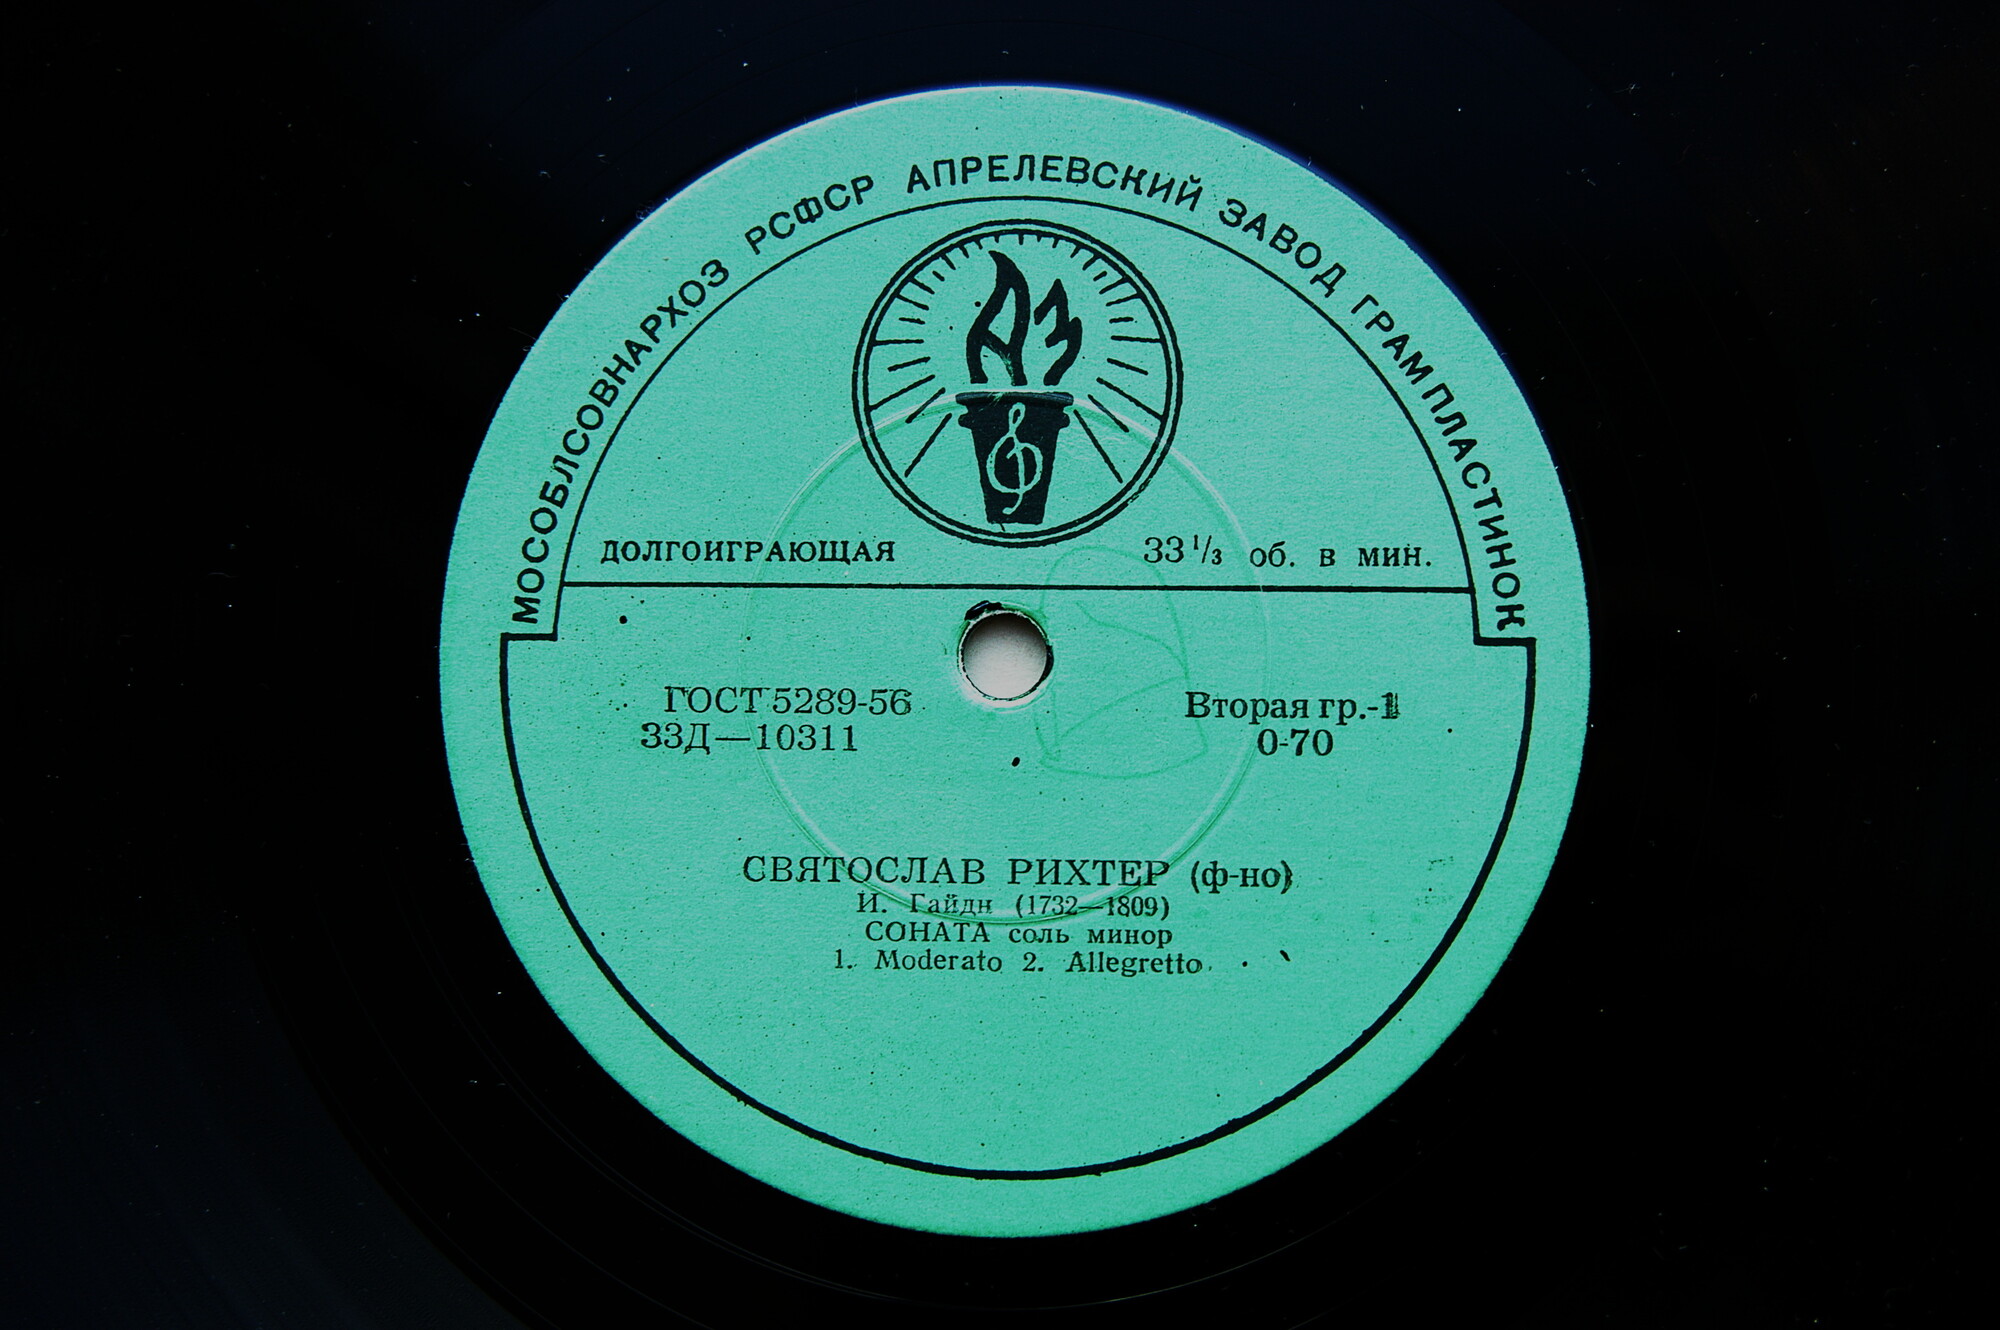 МОСОБЛСОВНАРХОЗ РСФСР АПРЕЛЕВСКИЙ ЗАВОД ГРАМПЛАСТИНОК
АЗ
ДОЛГОИГРАЮЩАЯ 33 1/3 об. в мин.
ГОСТ 5289-56 Вторая гр.-1
33Д—10311 0-70
СВЯТОСЛАВ РИХТЕР (ф-но)
И. Гайдн (1732—1809)
СОНАТА соль минор
1. Moderato 2. Allegretto